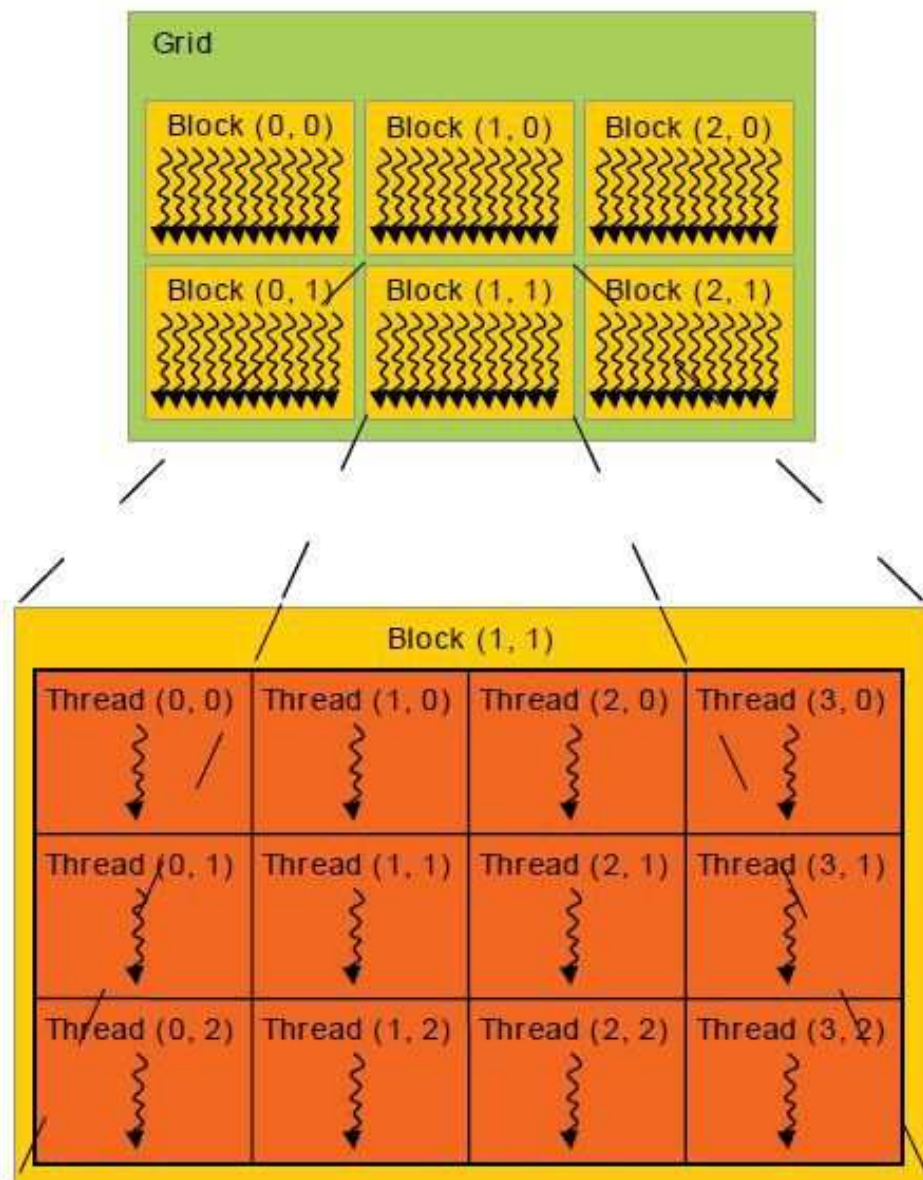 Grid
Block (0, 0) Block (1, 0) Block (2, 0)
Block (0, 1) Block (1, 1) Block (2, 1)
Block (1, 1)
Thread (0, 0) Thread (1, 0) Thread (2, 0) Thread (3, 0)
Thread (0, 1) Thread (1, 1) Thread (2, 1) Thread (3, 1)
Thread (0, 2) Thread (1, 2) Thread (2, 2) Thread (3, 2)